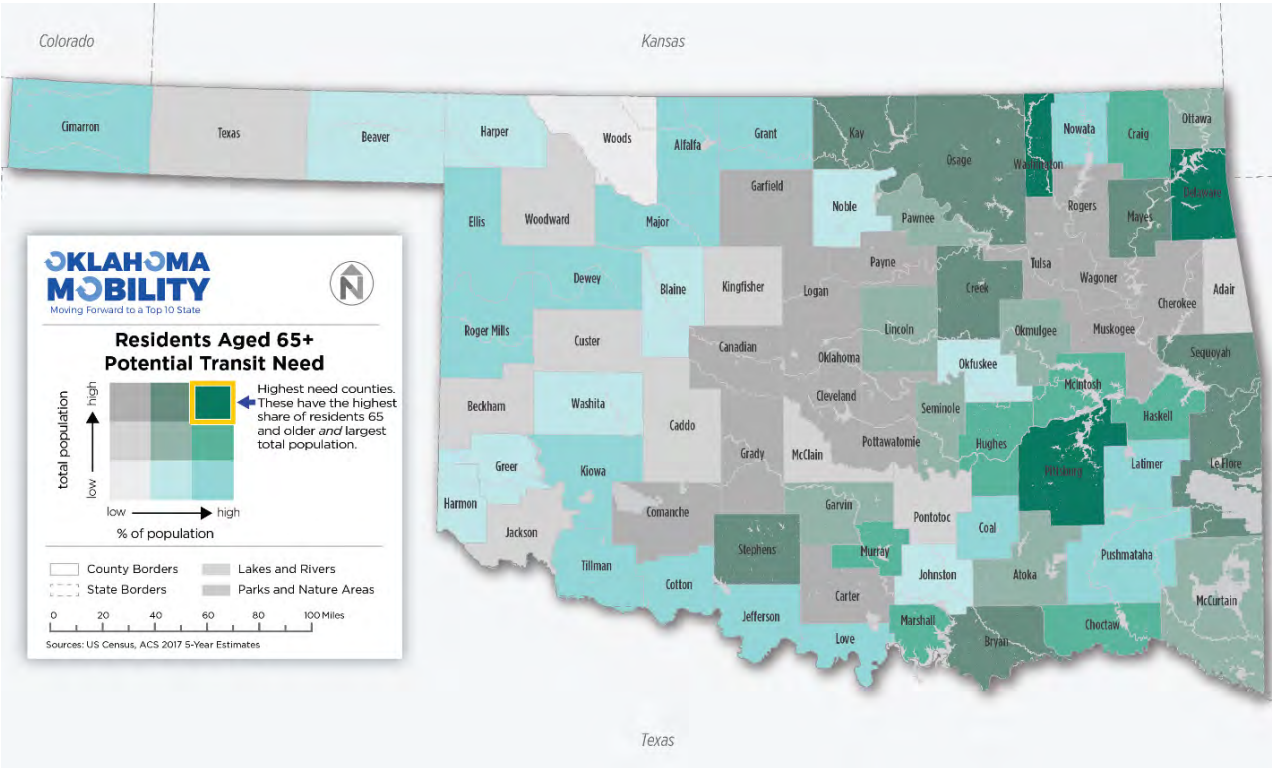 Colorado
Kansas
Cimarron
Texas
Beaver
Harper
Woods
Alfalfa
Grant
Kay
Osage
Washington
Nowata
Craig
Ottawa
Delaware
Ellis
Woodward
Major
Garfield
Noble
Pawnee
Rogers
Mayes
Dewey
Blaine
Kingfisher
Logan
Payne
Creek
Tulsa
Wagoner
Cherokee
Adair
Roger Mills
Custer
Canadian
Oklahoma
Lincoln
Okmulgee
Muskogee
Sequoyah
Okfuskee
McIntosh
Beckham
Washita
Caddo
Cleveland
Seminole
Haskell
Greer
Kiowa
Grady
McClain
Pottawatomie
Hughes
Pittsburg
Latimer
Le Flore
Harmon
Jackson
Comanche
Garvin
Pontotoc
Coal
Stephens
Murray
Pushmataha
Tillman
Cotton
Johnston
Atoka
McCurtain
Jefferson
Carter
Love
Marshall
Bryan
Choctaw
Texas
OKLAHOMA
MOBILITY
Moving Forward to a Top 10 State
N
Residents Aged 65+
Potential Transit Need
total population
low
high
low
high
% of population
Highest need counties.
These have the highest
share of residents 65
and older and largest
total population.
County Borders
Lakes and Rivers
State Borders
Parks and Nature Areas
0 20 40 60 80 100 Miles
Sources: US Census, ACS 2017 5-Year Estimates